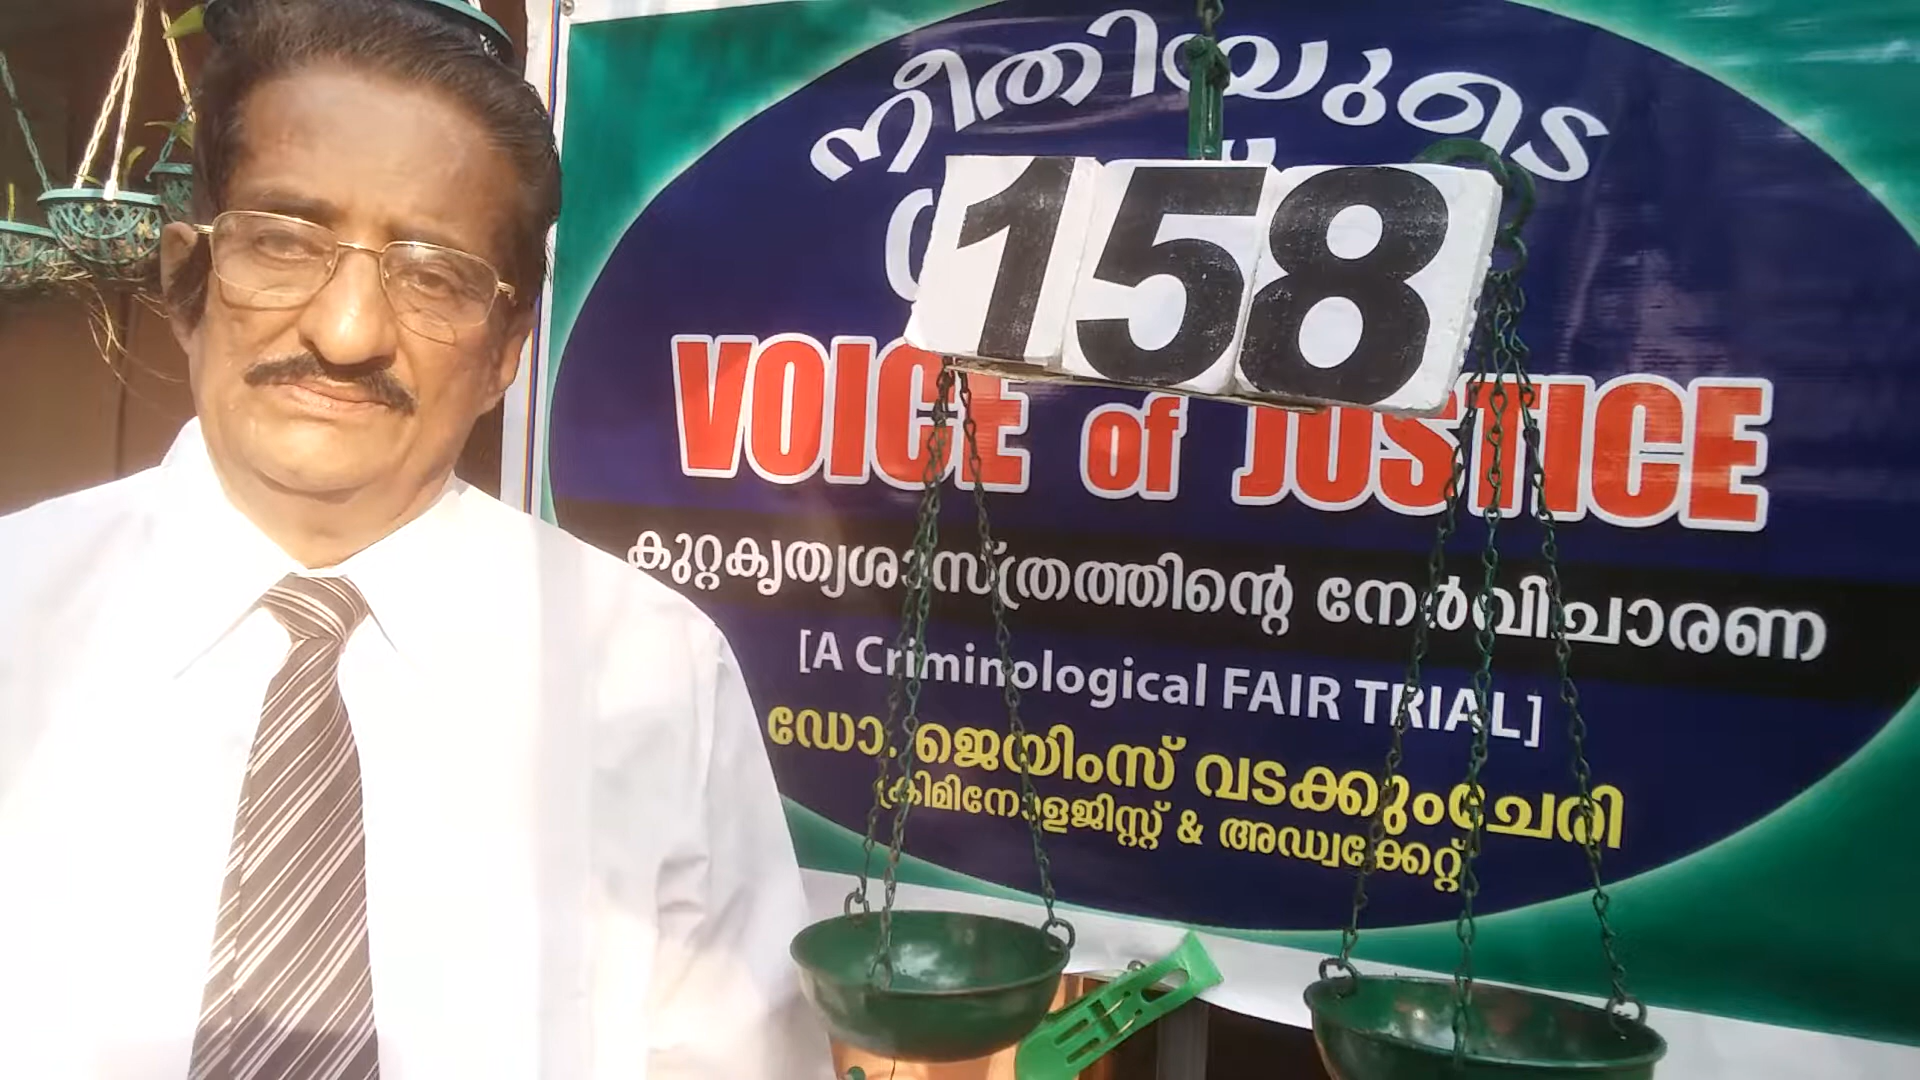 നീതിയുടെ
158
VOICE of JUSTICE
കുറ്റകൃത്യശാസ്ത്രത്തിന്റെ നേർവിചാരണ
[A Criminological FAIR TRIAL]
ഡോ. ജെയിംസ് വടക്കുംചേരി
ക്രിമിനോളജിസ്റ്റ് & അഡ്വക്കേറ്റ്